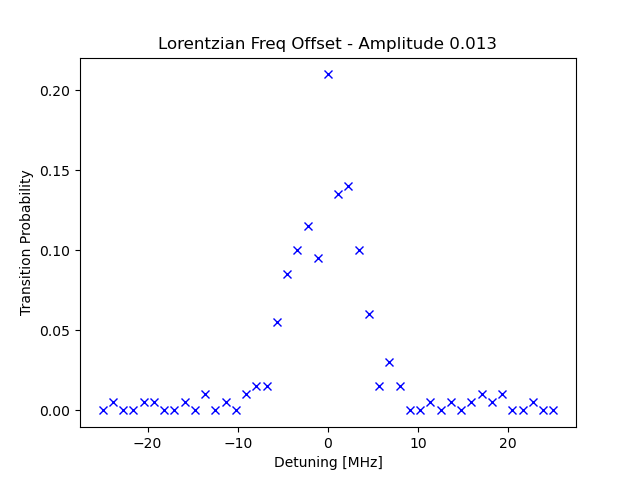 Lorentzian Freq Offset - Amplitude 0.013
Transition Probability
0.20
0.15
0.10
0.05
0.00
−20 −10 0 10 20
Detuning [MHz]